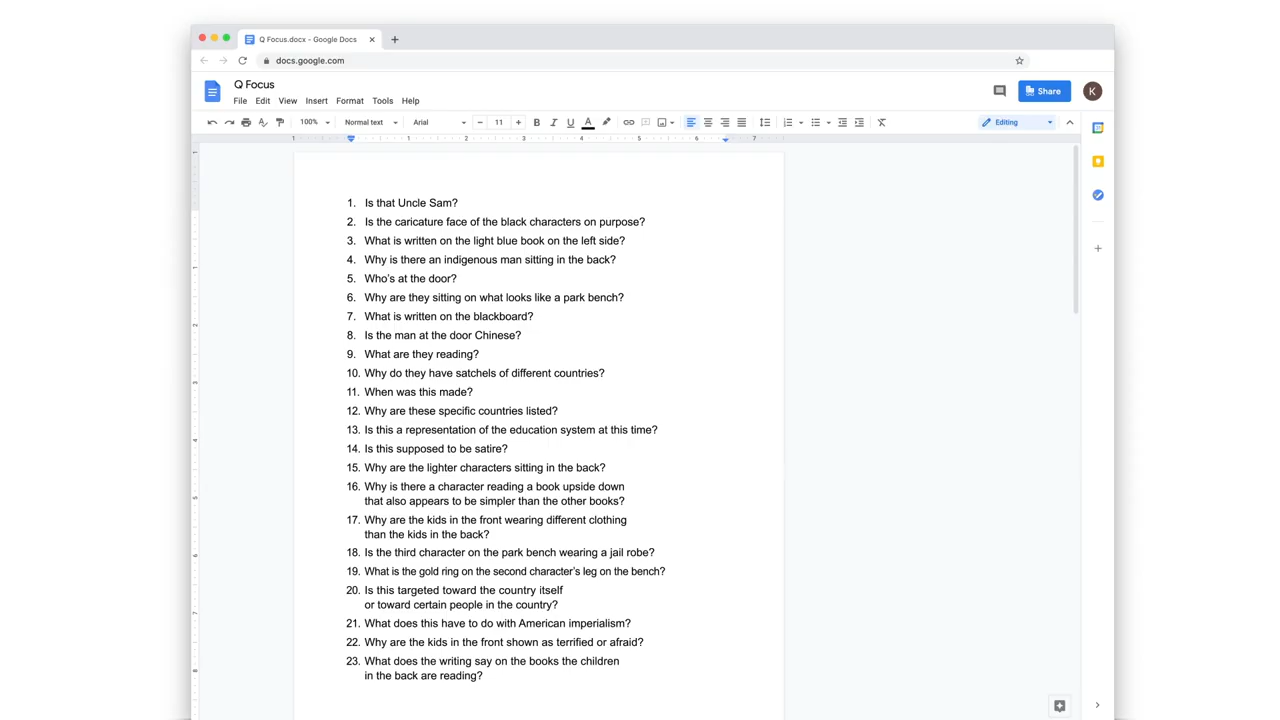 Q Focus.docx - Google Docs
docs.google.com
Q Focus
Share
K
File Edit View Insert Format Tools Help
100% Normal text Arial 11 B I U A Editing
1 1 2 3 4 5 6 7
1. Is that Uncle Sam?
2. Is the caricature face of the black characters on purpose?
3. What is written on the light blue book on the left side?
4. Why is there an indigenous man sitting in the back?
5. Who's at the door?
6. Why are they sitting on what looks like a park bench?
7. What is written on the blackboard?
8. Is the man at the door Chinese?
9. What are they reading?
10. Why do they have satchels of different countries?
11. When was this made?
12. Why are these specific countries listed?
13. Is this a representation of the education system at this time?
14. Is this supposed to be satire?
15. Why are the lighter characters sitting in the back?
16. Why is there a character reading a book upside down
that also appears to be simpler than the other books?
17. Why are the kids in the front wearing different clothing
than the kids in the back?
18. Is the third character on the park bench wearing a jail robe?
19. What is the gold ring on the second character's leg on the bench?
20. Is this targeted toward the country itself
or toward certain people in the country?
21. What does this have to do with American imperialism?
22. Why are the kids in the front shown as terrified or afraid?
23. What does the writing say on the books the children
in the back are reading?